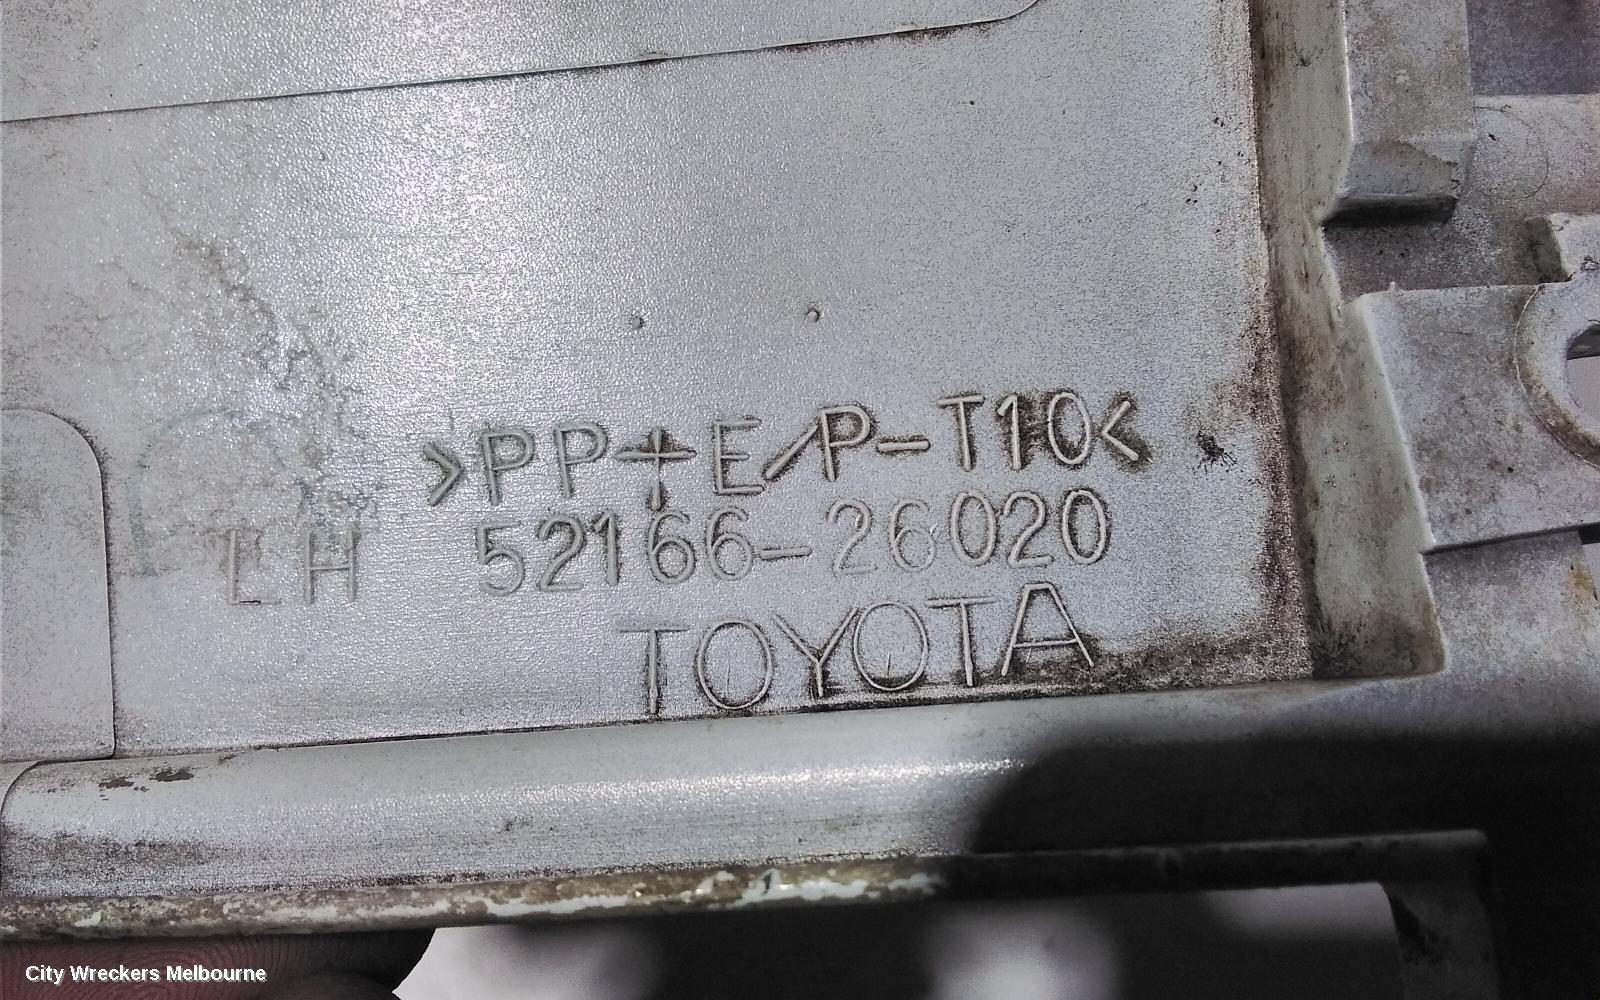 >PP+E/P-T10<
LH 52166-26020
TOYOTA
City Wreckers Melbourne